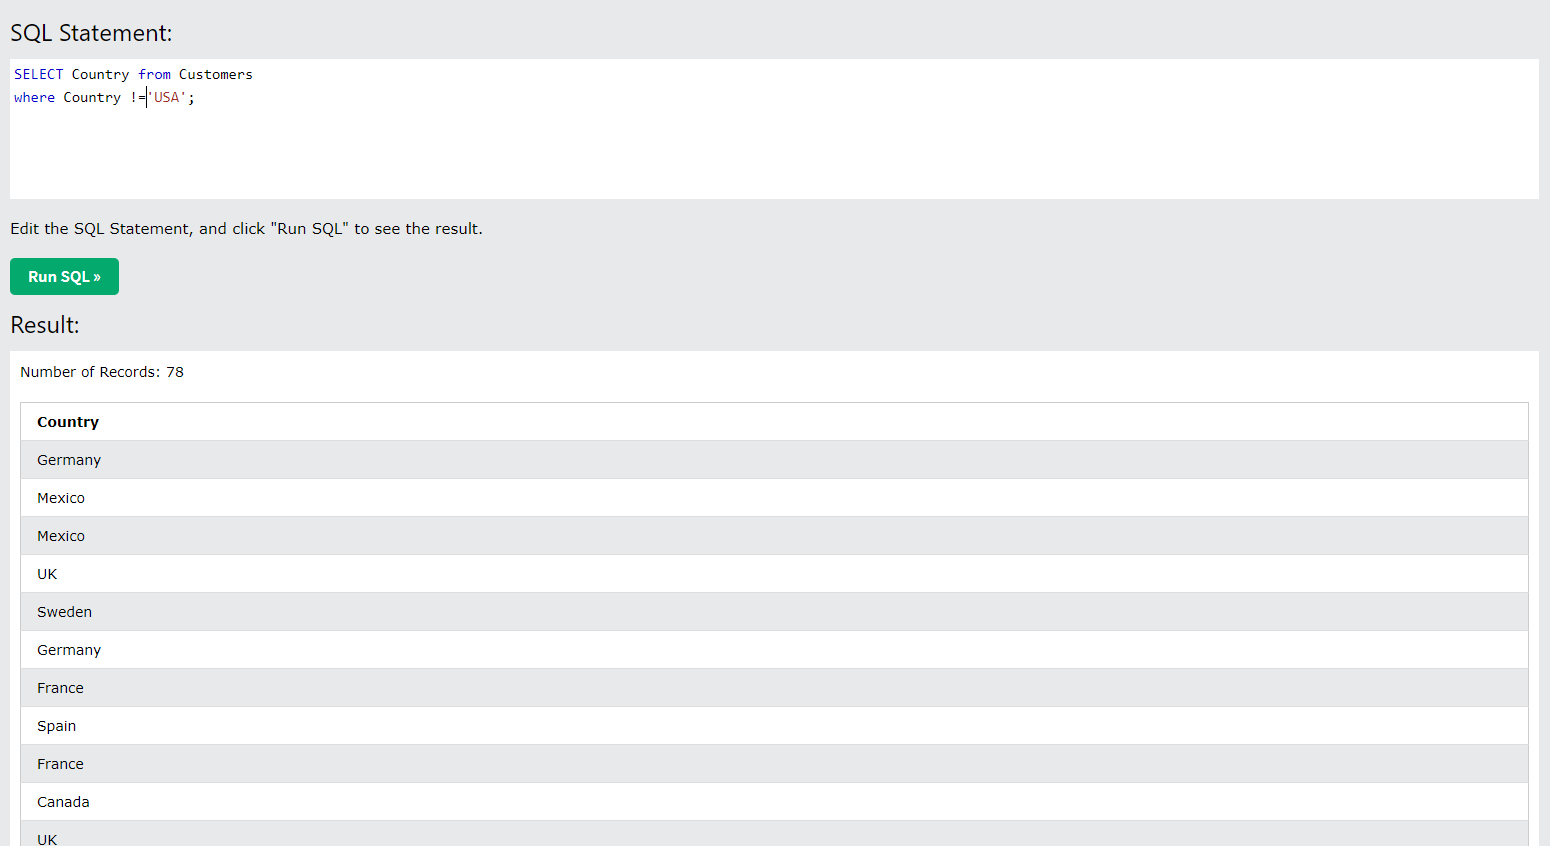 SQL Statement:
SELECT Country from Customers
where Country !='USA';
Edit the SQL Statement, and click "Run SQL" to see the result.
Run SQL »
Result:
Number of Records: 78
Country
Germany
Mexico
Mexico
UK
Sweden
Germany
France
Spain
France
Canada
UK